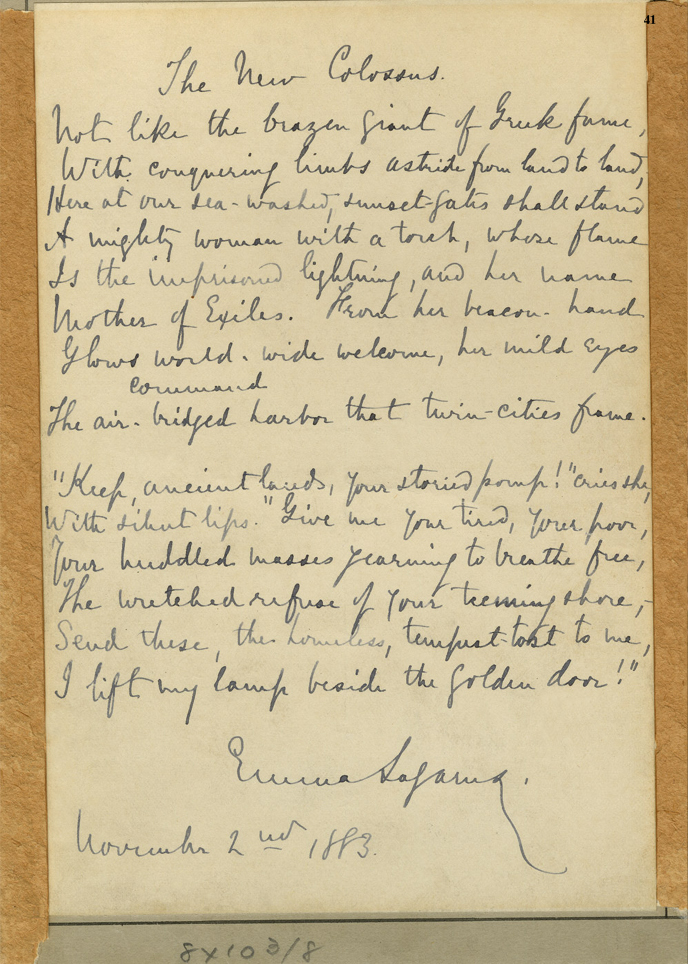 41
The New Colossus.
Not like the brazen giant of Greek fame,
With conquering limbs astride from land to land,
Here at our sea-washed, sunset-gates shall stand
A mighty woman with a torch, whose flame
Is the imprisoned lightning, and her name
Mother of Exiles. From her beacon-hand
Glows world-wide welcome, her mild eyes
command
The air-bridged harbor that twin-cities frame.
"Keep, ancient lands, your storied pomp!" cries she,
With silent lips. "Give me your tired, your poor,
Your huddled masses yearning to breathe free,
The wretched refuse of your teeming shore,-
Send these, the homeless, tempest-tost to me,
I lift my lamp beside the golden door!"
Emma Lazarus.
November 2nd 1883.
8x10 3/8